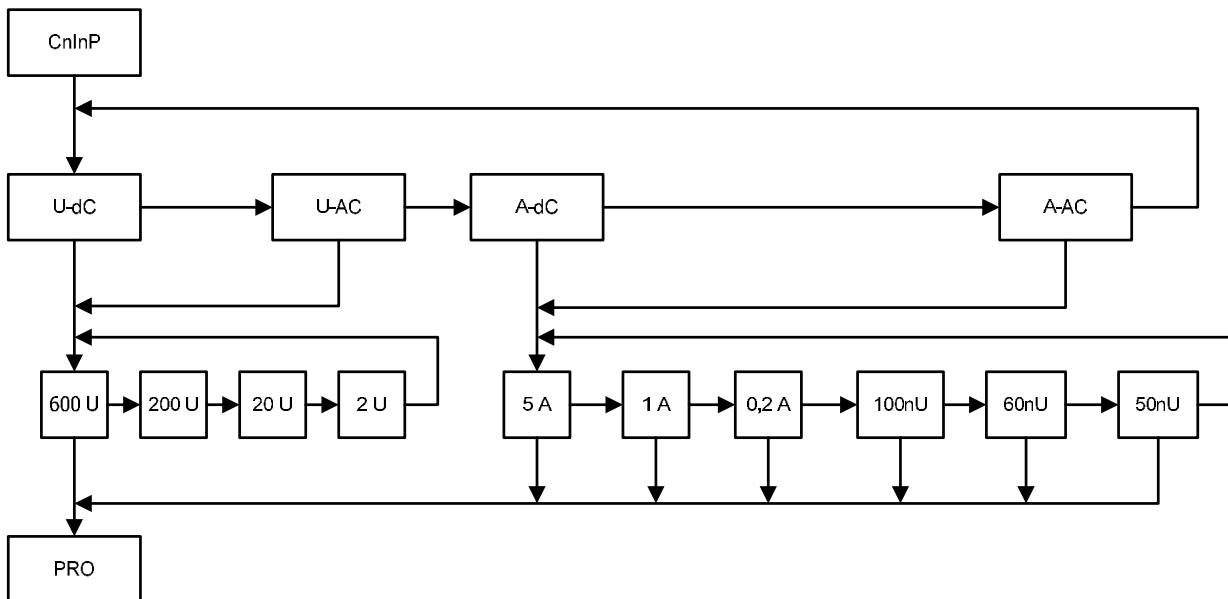 CnInP
U-dC
U-AC
A-dC
A-AC
600 U
200 U
20 U
2 U
5 A
1 A
0,2 A
100nU
60nU
50nU
PRO